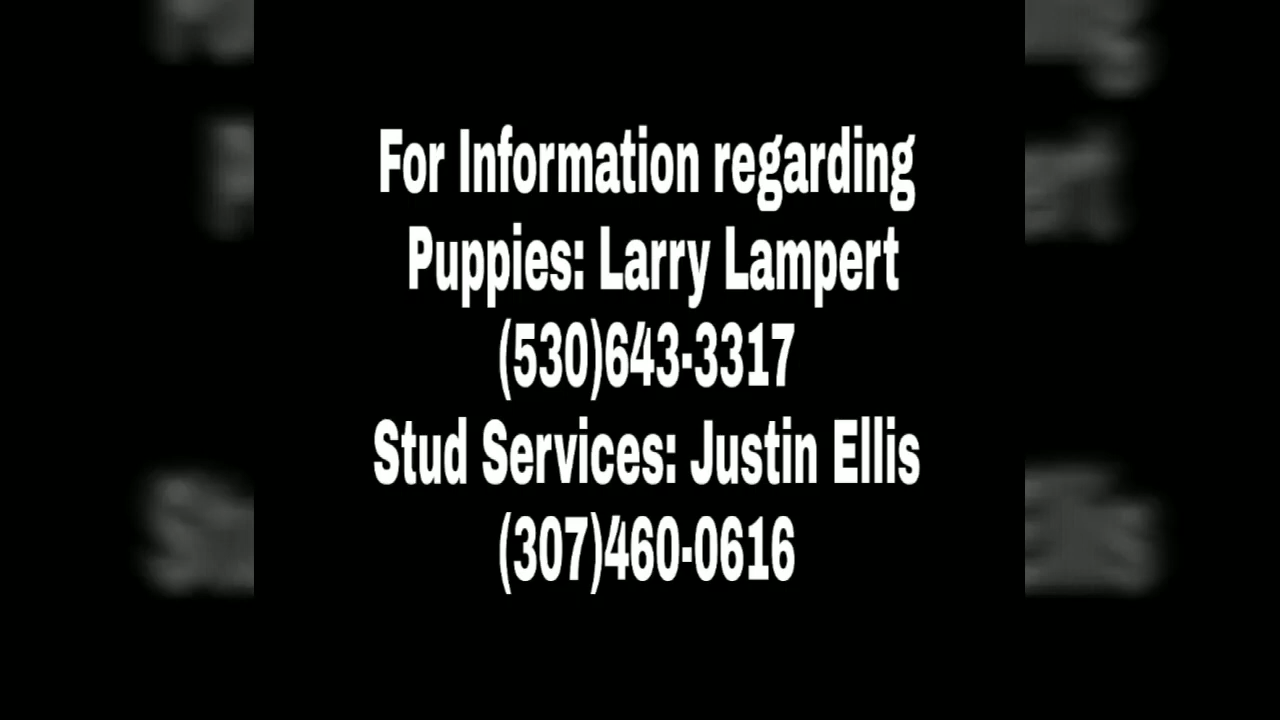 For Information regarding
Puppies: Larry Lampert
(530)643-3317
Stud Services: Justin Ellis
(307)460-0616